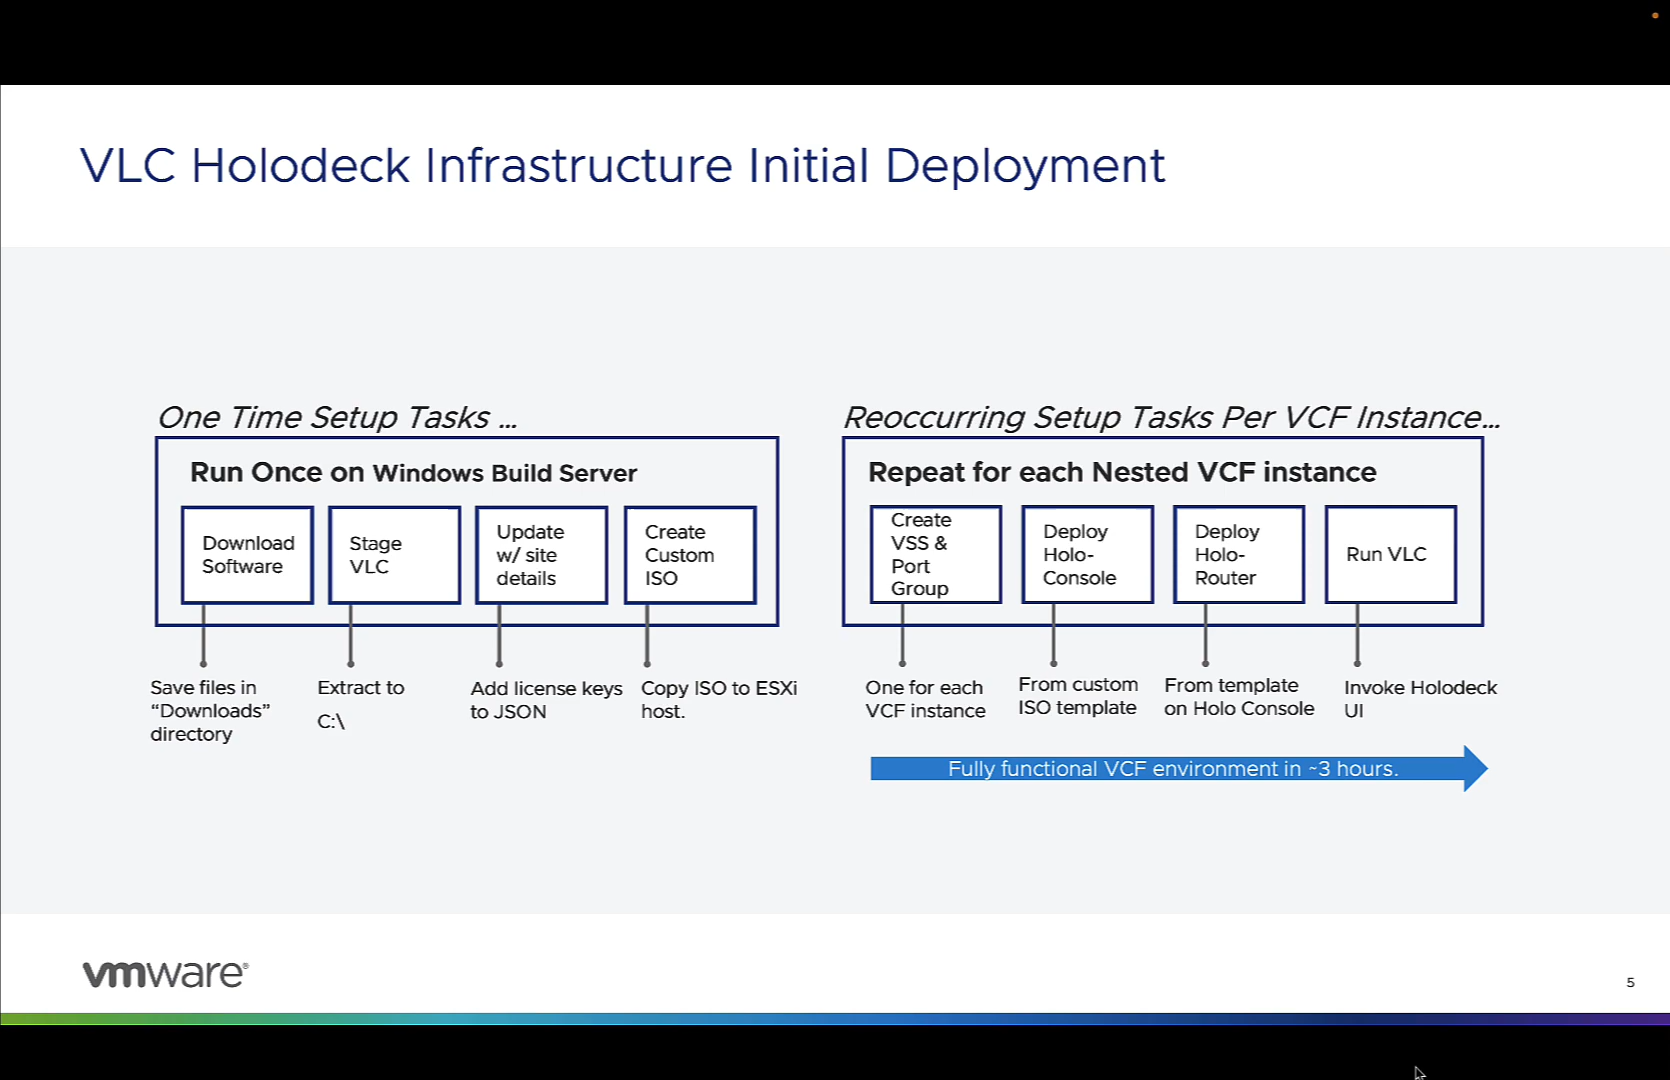 VLC Holodeck Infrastructure Initial Deployment
One Time Setup Tasks ...
Run Once on Windows Build Server
Download
Software
Stage
VLC
Update
w/ site
details
Create
Custom
ISO
Save files in
“Downloads”
directory
Extract to
C:\
Add license keys
to JSON
Copy ISO to ESXi
host.
Reoccurring Setup Tasks Per VCF Instance...
Repeat for each Nested VCF instance
Create
VSS &
Port
Group
Deploy
Holo-
Console
Deploy
Holo-
Router
Run VLC
One for each
VCF instance
From custom
ISO template
From template
on Holo Console
Invoke Holodeck
UI
Fully functional VCF environment in ~3 hours.
vmware®
5